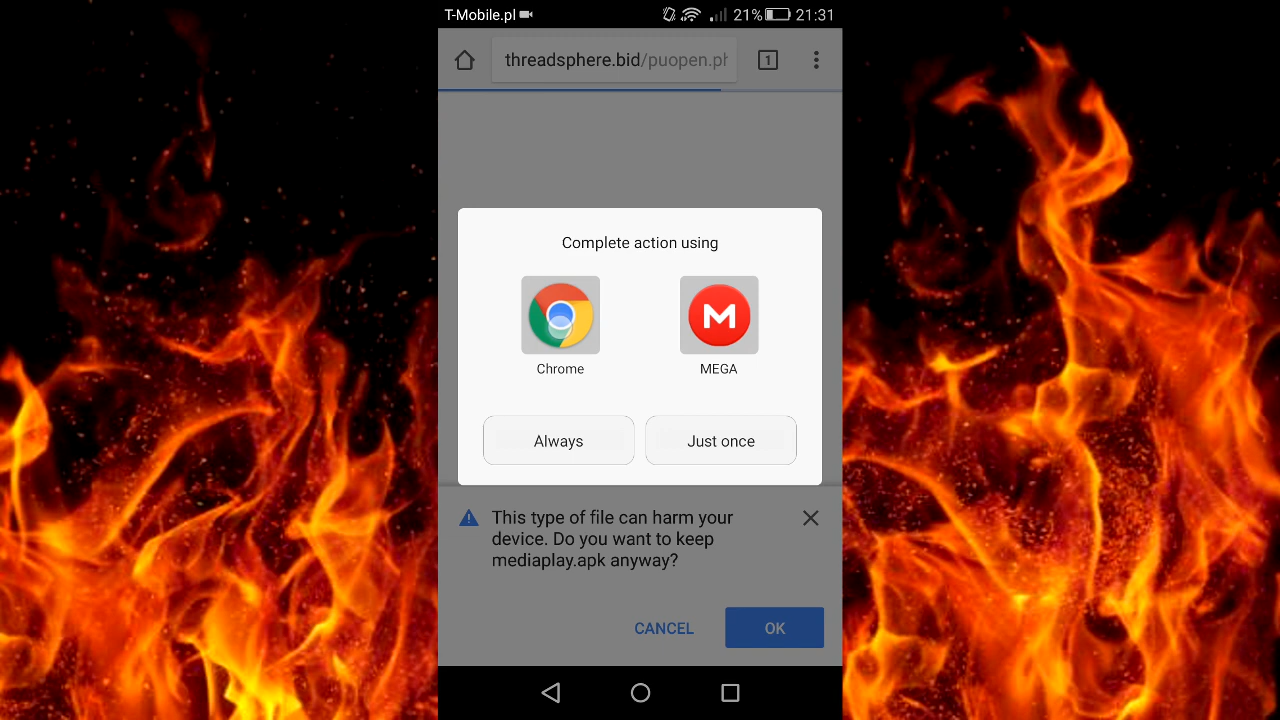 T-Mobile.pl 21% 21:31
threadsphere.bid/puopen.ph
1
Complete action using
Chrome MEGA
Always Just once
This type of file can harm your
device. Do you want to keep
mediaplay.apk anyway?
CANCEL OK